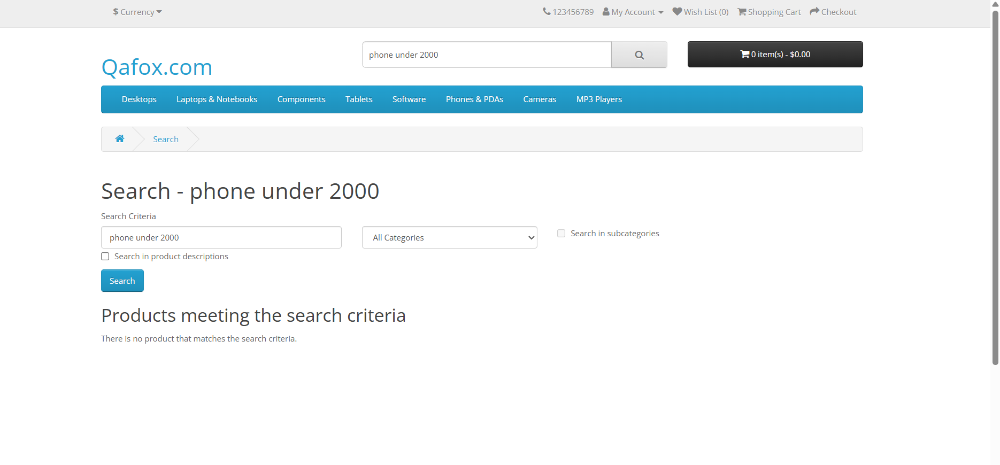 $ Currency
123456789 My Account Wish List (0) Shopping Cart Checkout
phone under 2000
0 item(s) - $0.00
Qafox.com
Desktops Laptops & Notebooks Components Tablets Software Phones & PDAs Cameras MP3 Players
Search
Search - phone under 2000
Search Criteria
phone under 2000 All Categories Search in subcategories
Search in product descriptions
Search
Products meeting the search criteria
There is no product that matches the search criteria.